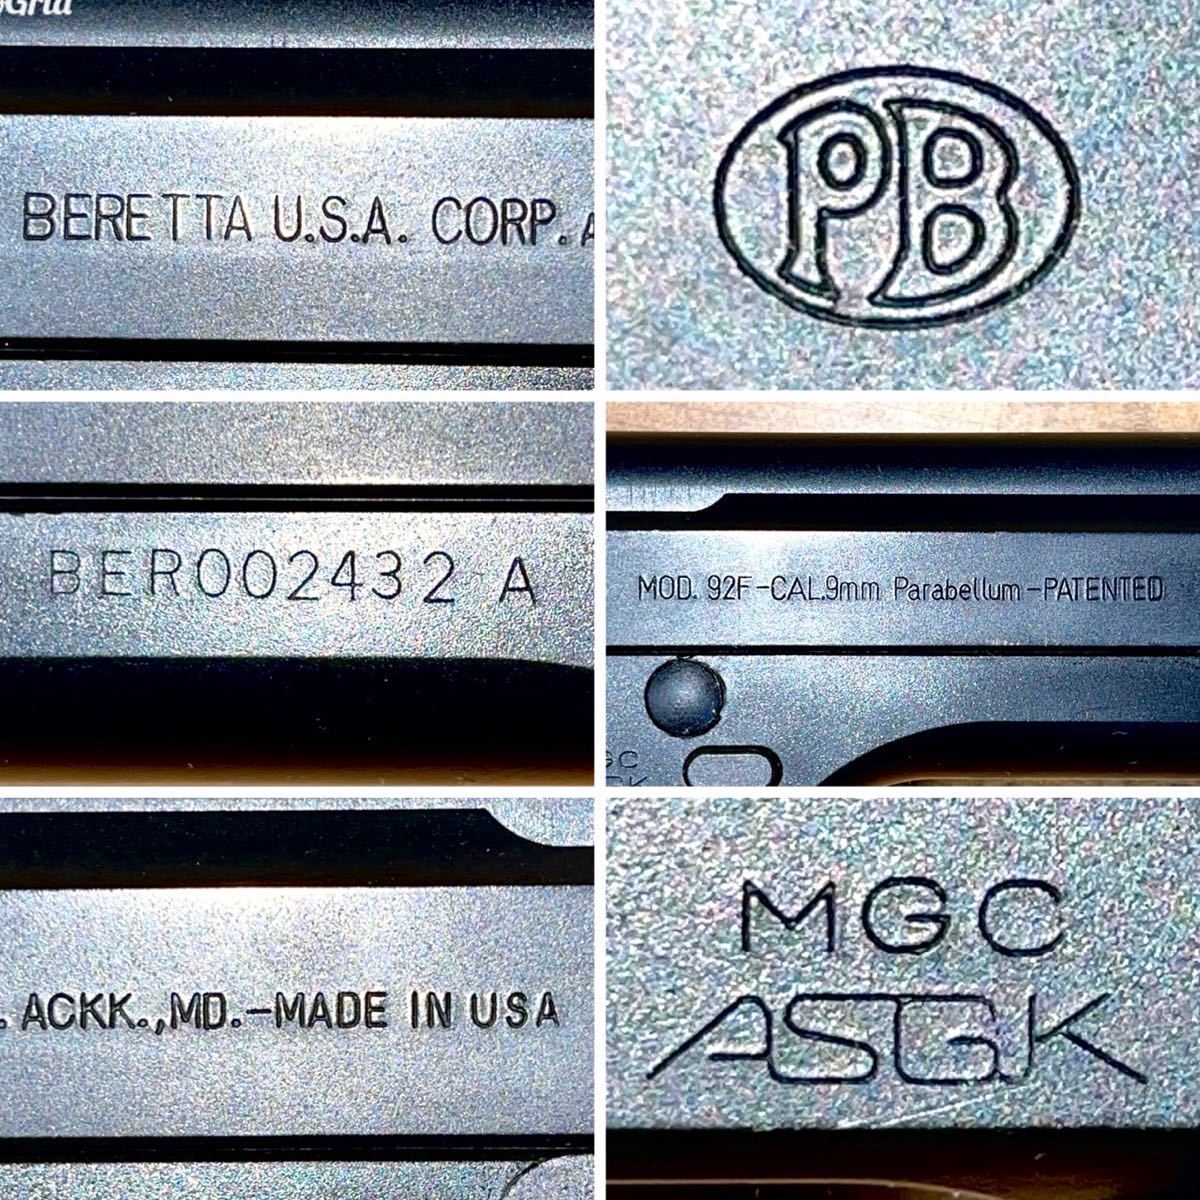 BERETTA U.S.A. CORP.
PB
BER002432 A
MOD. 92F-CAL.9mm Parabellum-PATENTED
. ACKK.,MD.-MADE IN USA
MGC
ASGK